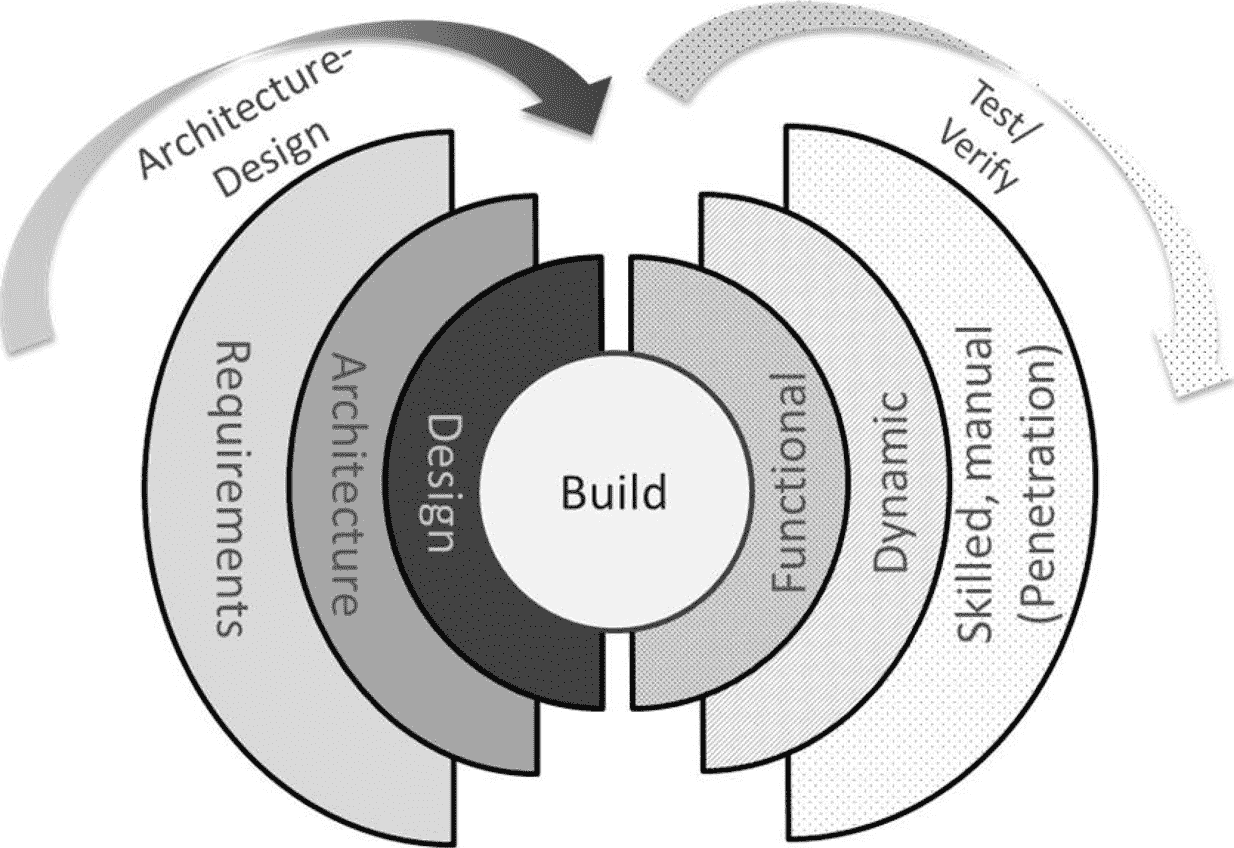 Architecture-
Design
Test/
Verify
Requirements
Architecture
Design
Build
Functional
Dynamic
Skilled, manual
(Penetration)